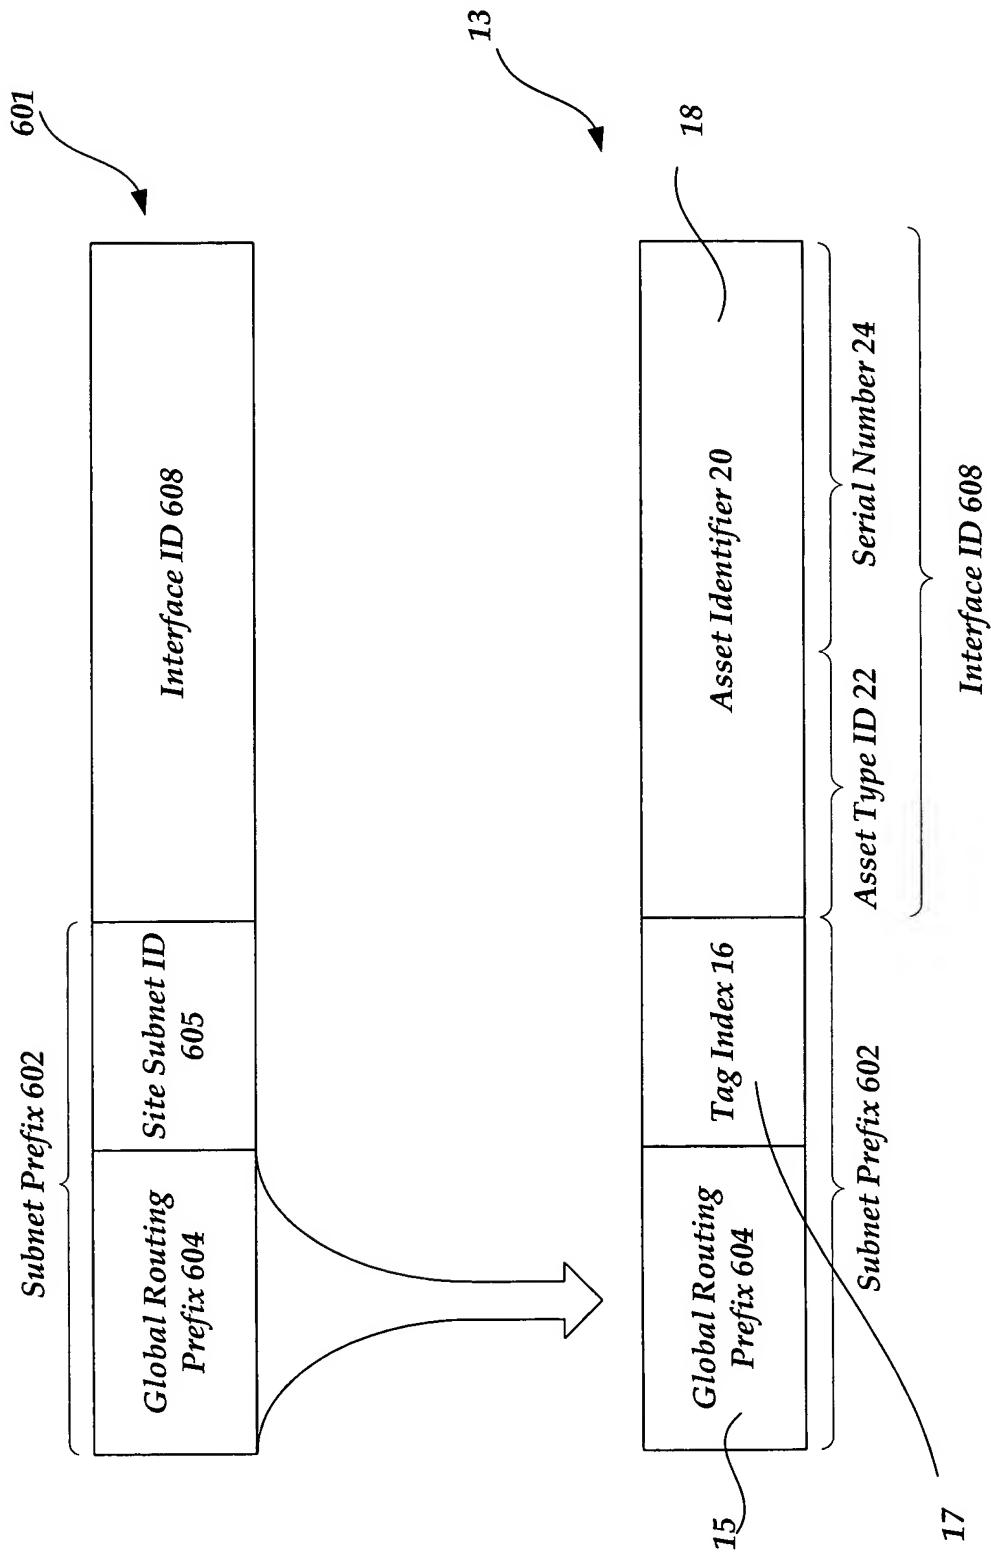 601
Subnet Prefix 602
Global Routing
Prefix 604
Site Subnet ID
605
Interface ID 608
13
15
Global Routing
Prefix 604
Tag Index 16
Asset Identifier 20
18
Subnet Prefix 602
Asset Type ID 22
Serial Number 24
17
Interface ID 608